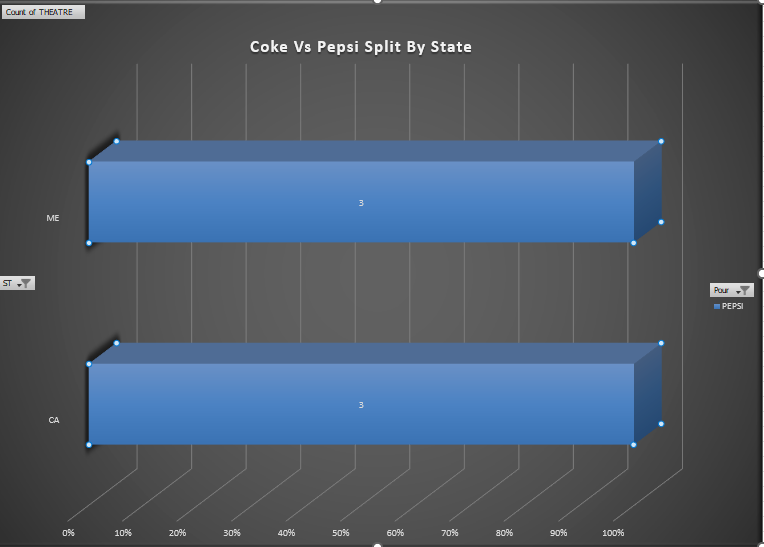 Count of THEATRE
Coke Vs Pepsi Split By State
3
ME
ST
Pour
PEPSI
3
CA
0% 10% 20% 30% 40% 50% 60% 70% 80% 90% 100%